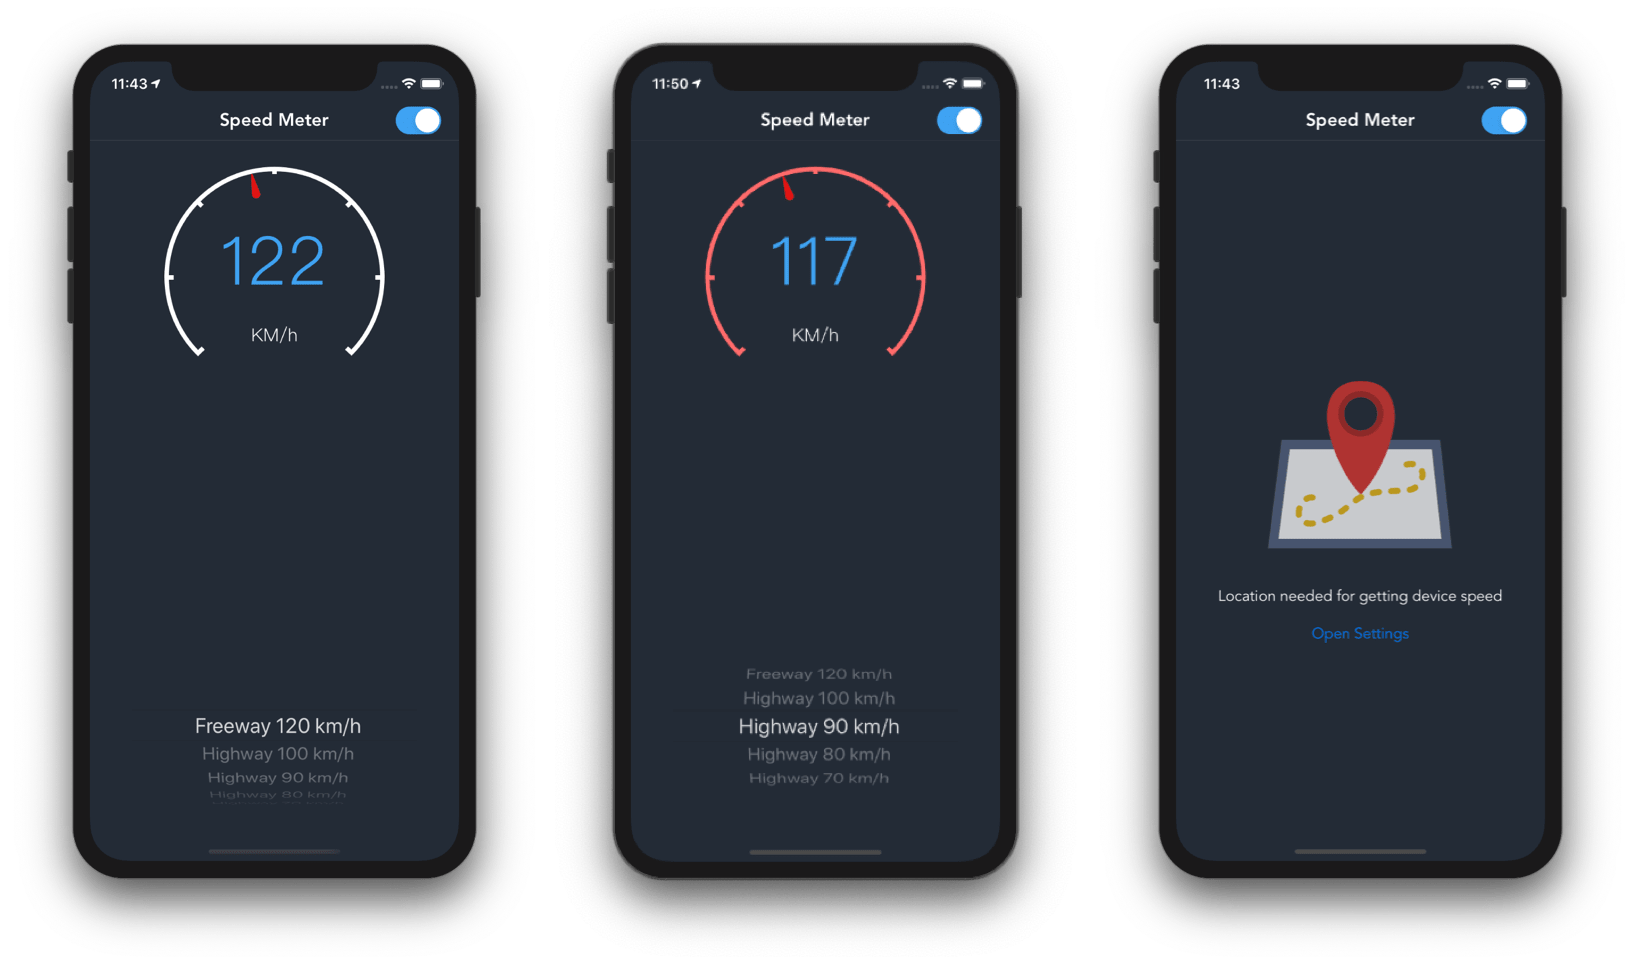 11:43
Speed Meter
122
KM/h
Freeway 120 km/h
Highway 100 km/h
Highway 90 km/h
Highway 80 km/h
11:50
Speed Meter
117
KM/h
Freeway 120 km/h
Highway 100 km/h
Highway 90 km/h
Highway 80 km/h
Highway 70 km/h
11:43
Speed Meter
Location needed for getting device speed
Open Settings